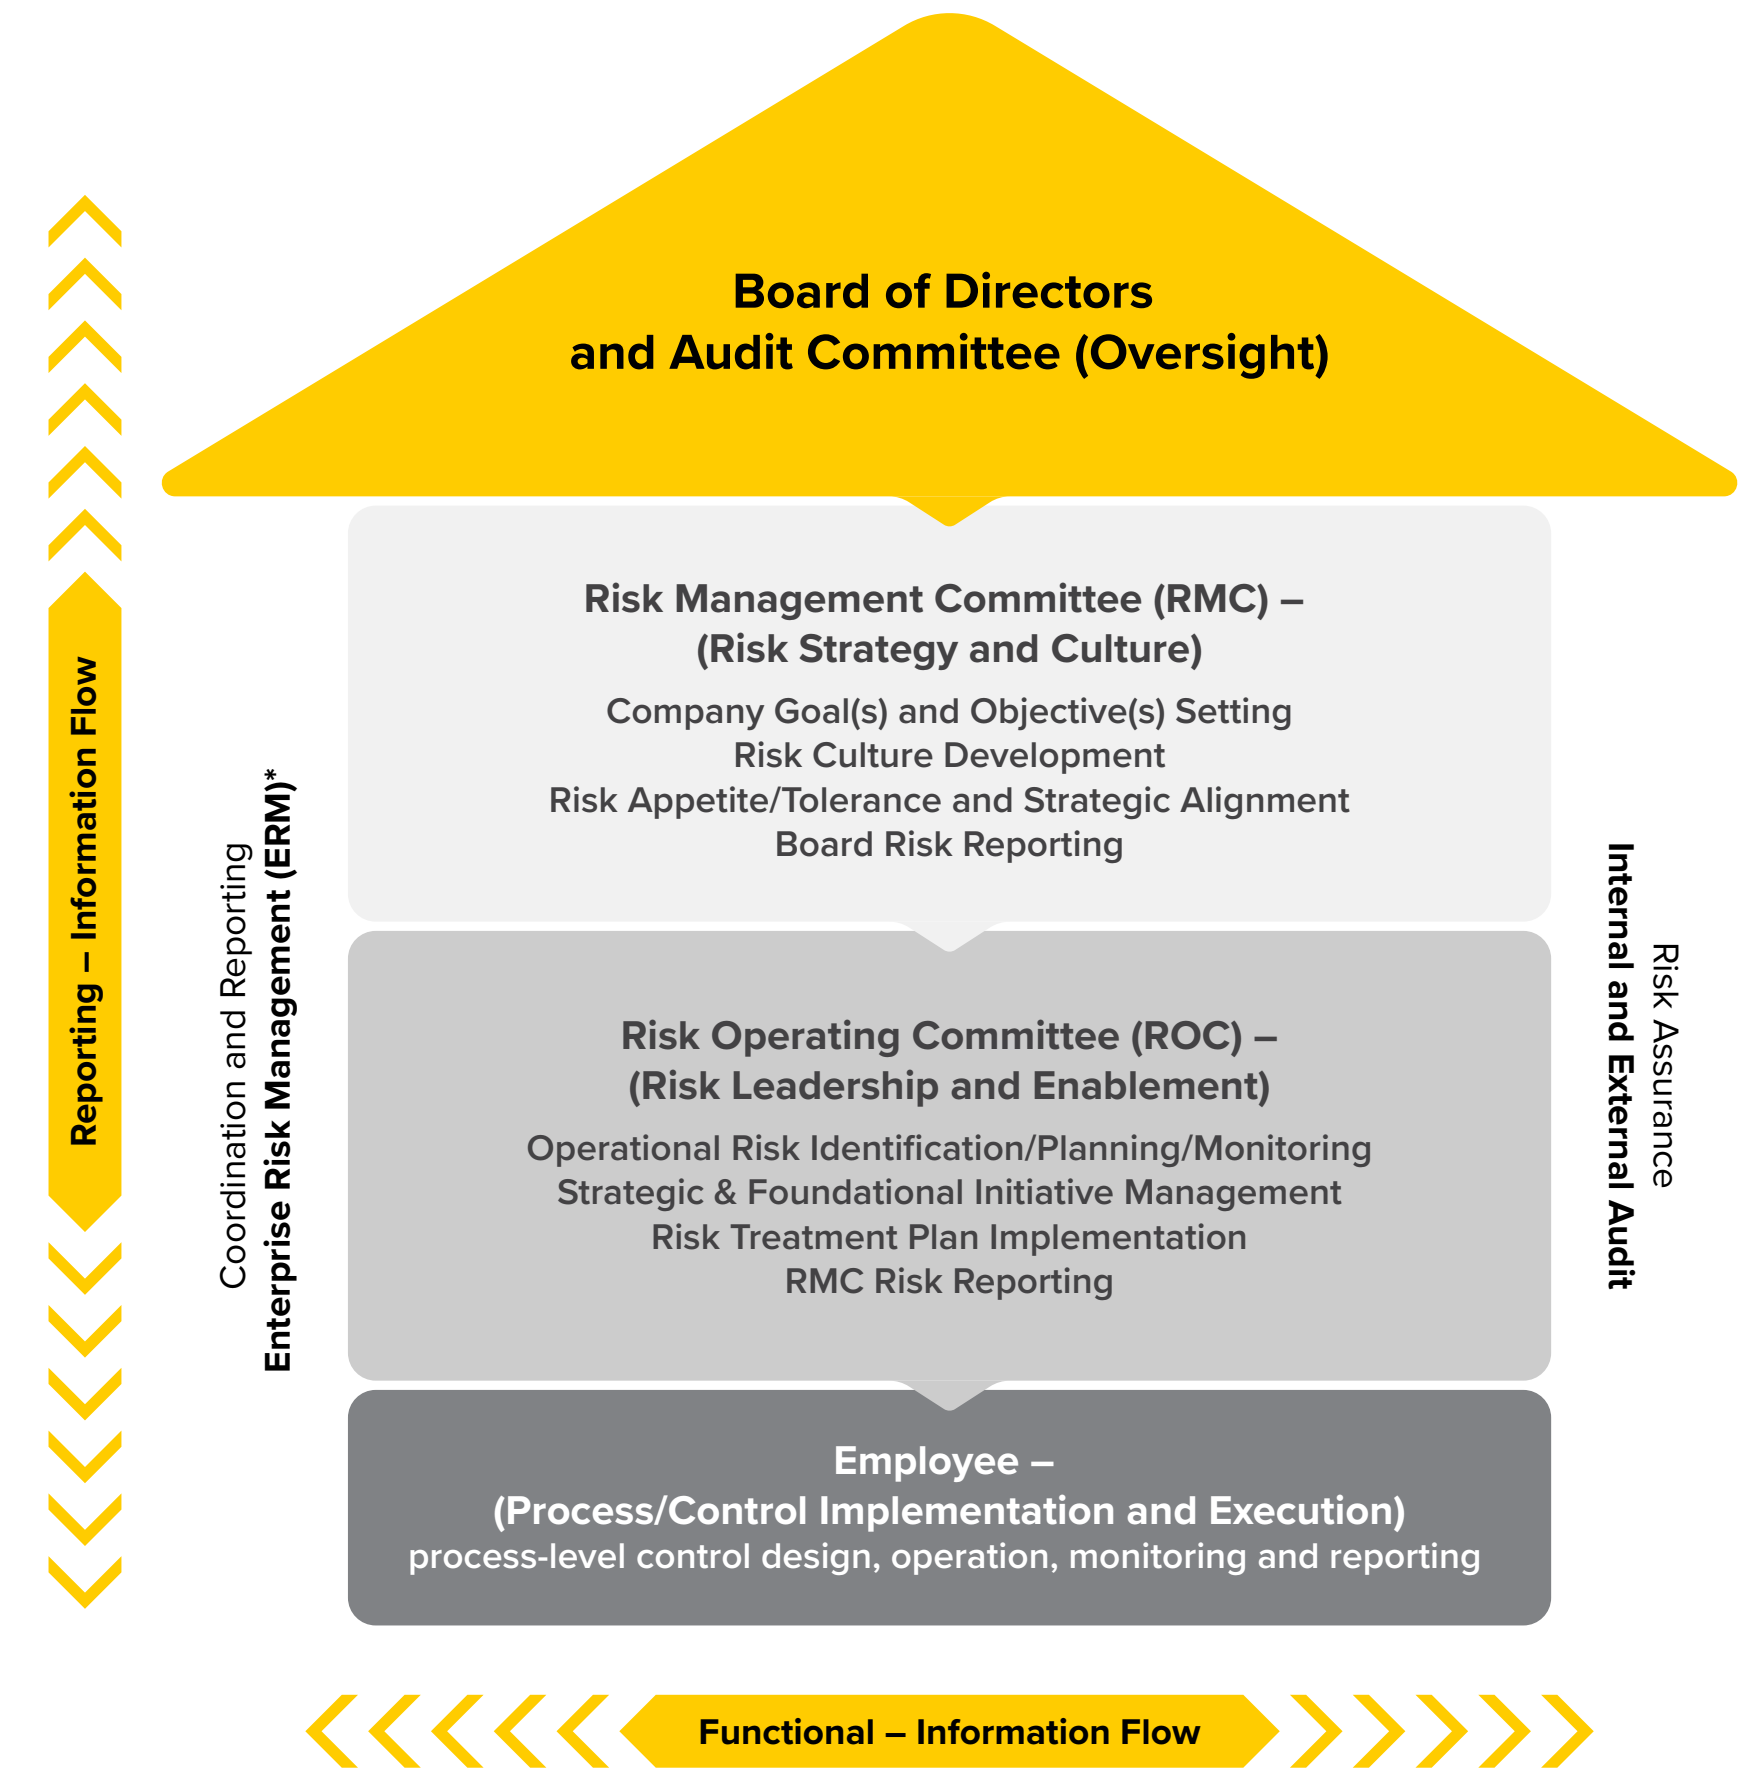 Board of Directors
and Audit Committee (Oversight)
Reporting – Information Flow
Coordination and Reporting
Enterprise Risk Management (ERM)*
Risk Management Committee (RMC) –
(Risk Strategy and Culture)
Company Goal(s) and Objective(s) Setting
Risk Culture Development
Risk Appetite/Tolerance and Strategic Alignment
Board Risk Reporting
Risk Operating Committee (ROC) –
(Risk Leadership and Enablement)
Operational Risk Identification/Planning/Monitoring
Strategic & Foundational Initiative Management
Risk Treatment Plan Implementation
RMC Risk Reporting
Employee –
(Process/Control Implementation and Execution)
process-level control design, operation, monitoring and reporting
Risk Assurance
Internal and External Audit
Functional – Information Flow